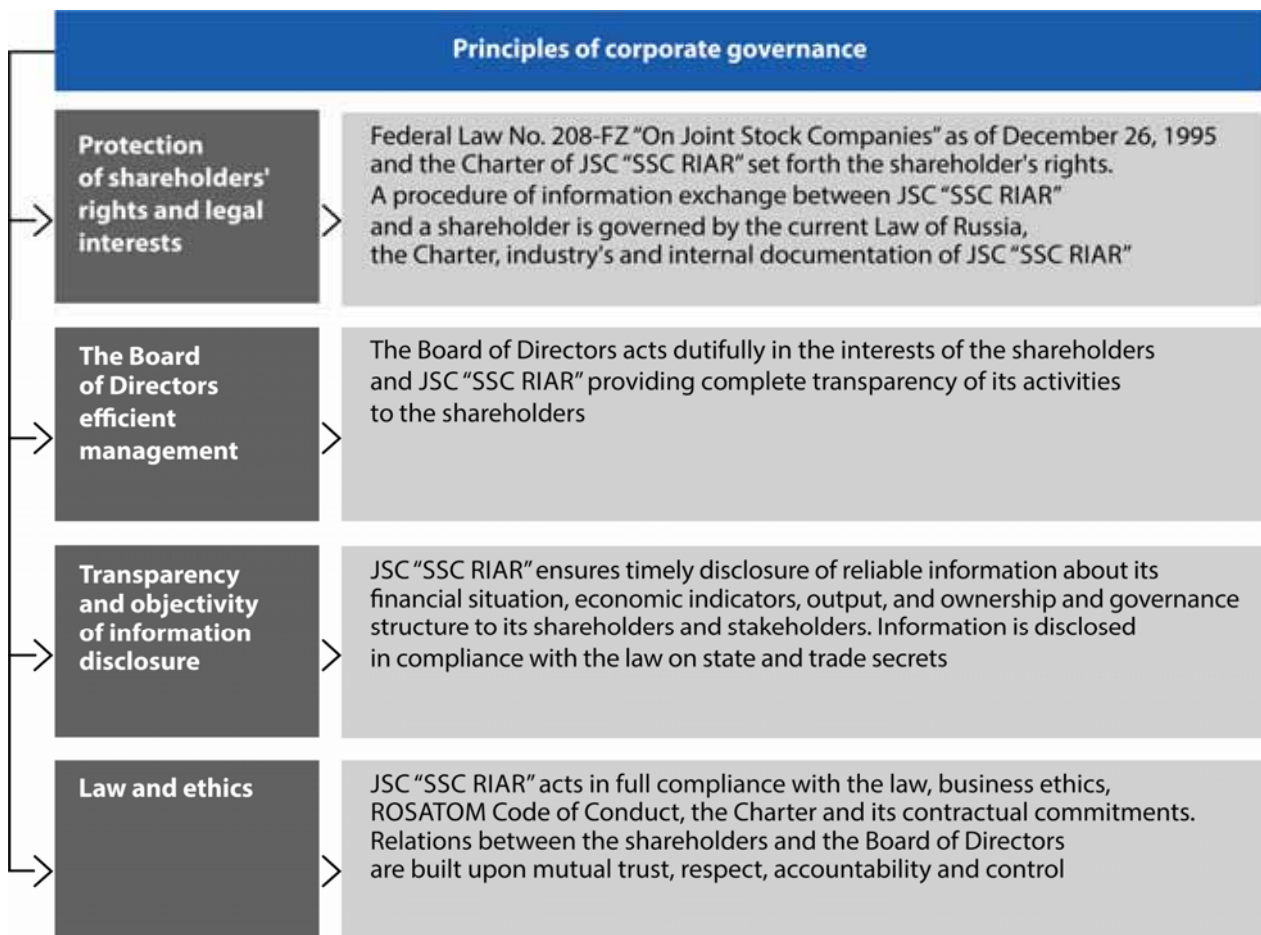 Principles of corporate governance
Protection
of shareholders'
rights and legal
interests
Federal Law No. 208-FZ “On Joint Stock Companies” as of December 26, 1995
and the Charter of JSC “SSC RIAR” set forth the shareholder's rights.
A procedure of information exchange between JSC “SSC RIAR”
and a shareholder is governed by the current Law of Russia,
the Charter, industry's and internal documentation of JSC “SSC RIAR”
The Board
of Directors
efficient
management
The Board of Directors acts dutifully in the interests of the shareholders
and JSC “SSC RIAR” providing complete transparency of its activities
to the shareholders
Transparency
and objectivity
of information
disclosure
JSC “SSC RIAR” ensures timely disclosure of reliable information about its
financial situation, economic indicators, output, and ownership and governance
structure to its shareholders and stakeholders. Information is disclosed
in compliance with the law on state and trade secrets
Law and ethics
JSC “SSC RIAR” acts in full compliance with the law, business ethics,
ROSATOM Code of Conduct, the Charter and its contractual commitments.
Relations between the shareholders and the Board of Directors
are built upon mutual trust, respect, accountability and control